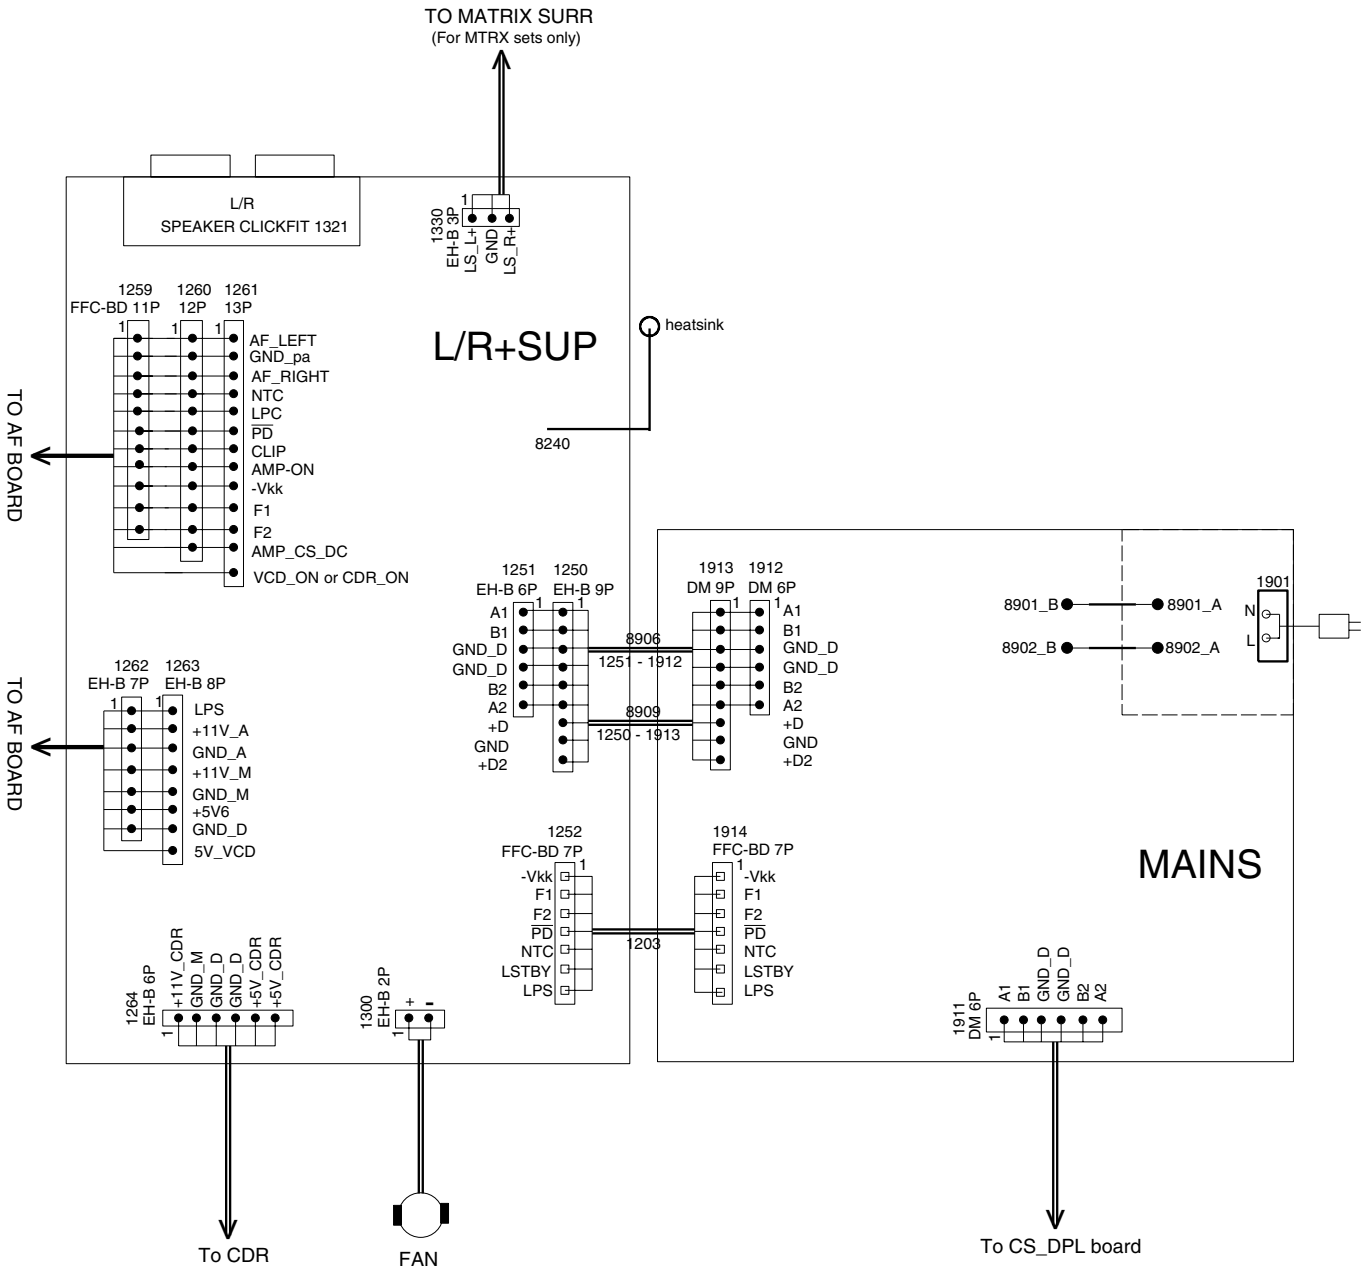 TO MATRIX SURR
(For MTRX sets only)
L/R
SPEAKER CLICKFIT 1321
1330
EH-B 3P
1
LS_L+
GND
LS_R+
1259
FFC-BD 11P
1260
12P
1261
13P
1
1
1
AF_LEFT
GND_pa
AF_RIGHT
NTC
LPC
PD
CLIP
AMP-ON
-Vkk
F1
F2
AMP_CS_DC
VCD_ON or CDR_ON
TO AF BOARD
L/R+SUP
heatsink
8240
1251
EH-B 6P
1250
EH-B 9P
1
1
A1
B1
GND_D
GND_D
B2
A2
+D
GND
+D2
8906
1251 - 1912
8909
1250 - 1913
1913
DM 9P
1912
DM 6P
1
1
A1
B1
GND_D
GND_D
B2
A2
+D
GND
+D2
8901_B
8901_A
8902_B
8902_A
1901
N
L
1262
EH-B 7P
1263
EH-B 8P
1
1
LPS
+11V_A
GND_A
+11V_M
GND_M
+5V6
GND_D
5V_VCD
TO AF BOARD
1252
FFC-BD 7P
1
-Vkk
F1
F2
PD
NTC
LSTBY
LPS
1203
1914
FFC-BD 7P
1
-Vkk
F1
F2
PD
NTC
LSTBY
LPS
MAINS
1264
EH-B 6P
1
+11V_CDR
GND_M
GND_D
GND_D
+5V_CDR
+5V_CDR
1300
EH-B 2P
1
+
-
1911
DM 6P
1
A1
B1
GND_D
GND_D
B2
A2
To CDR
FAN
To CS_DPL board